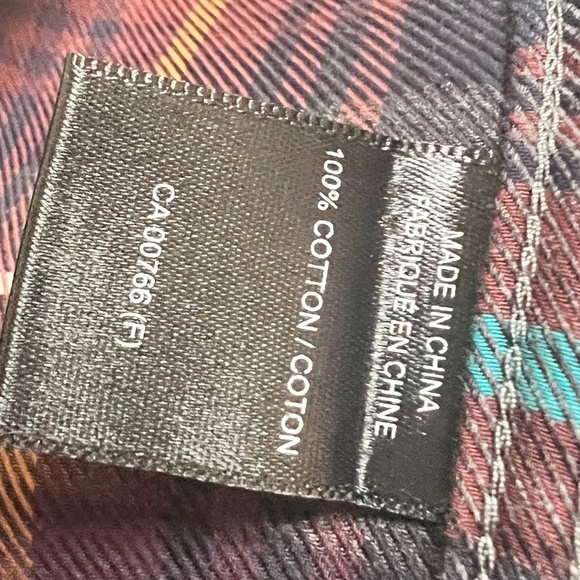 MADE IN CHINA
FABRIQUÉ EN CHINE
100% COTTON / COTON
CA 00766 (F)